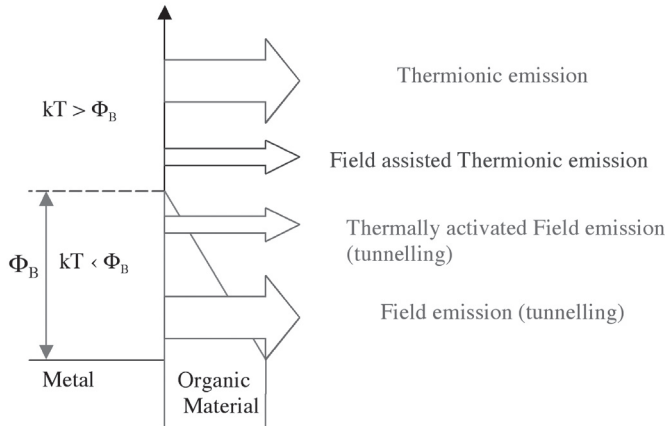 Thermionic emission
kT > Φ_B
Field assisted Thermionic emission
Thermally activated Field emission
(tunnelling)
Φ_B
kT < Φ_B
Field emission (tunnelling)
Metal
Organic
Material